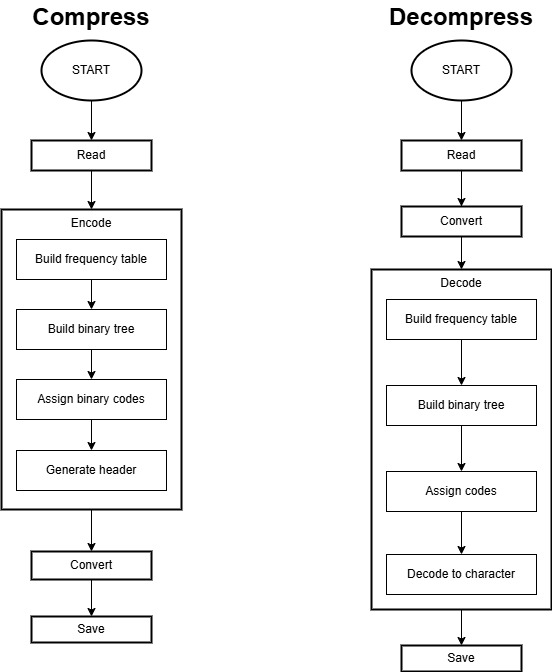 Compress
START
Read
Encode
Build frequency table
Build binary tree
Assign binary codes
Generate header
Convert
Save
Decompress
START
Read
Convert
Decode
Build frequency table
Build binary tree
Assign codes
Decode to character
Save